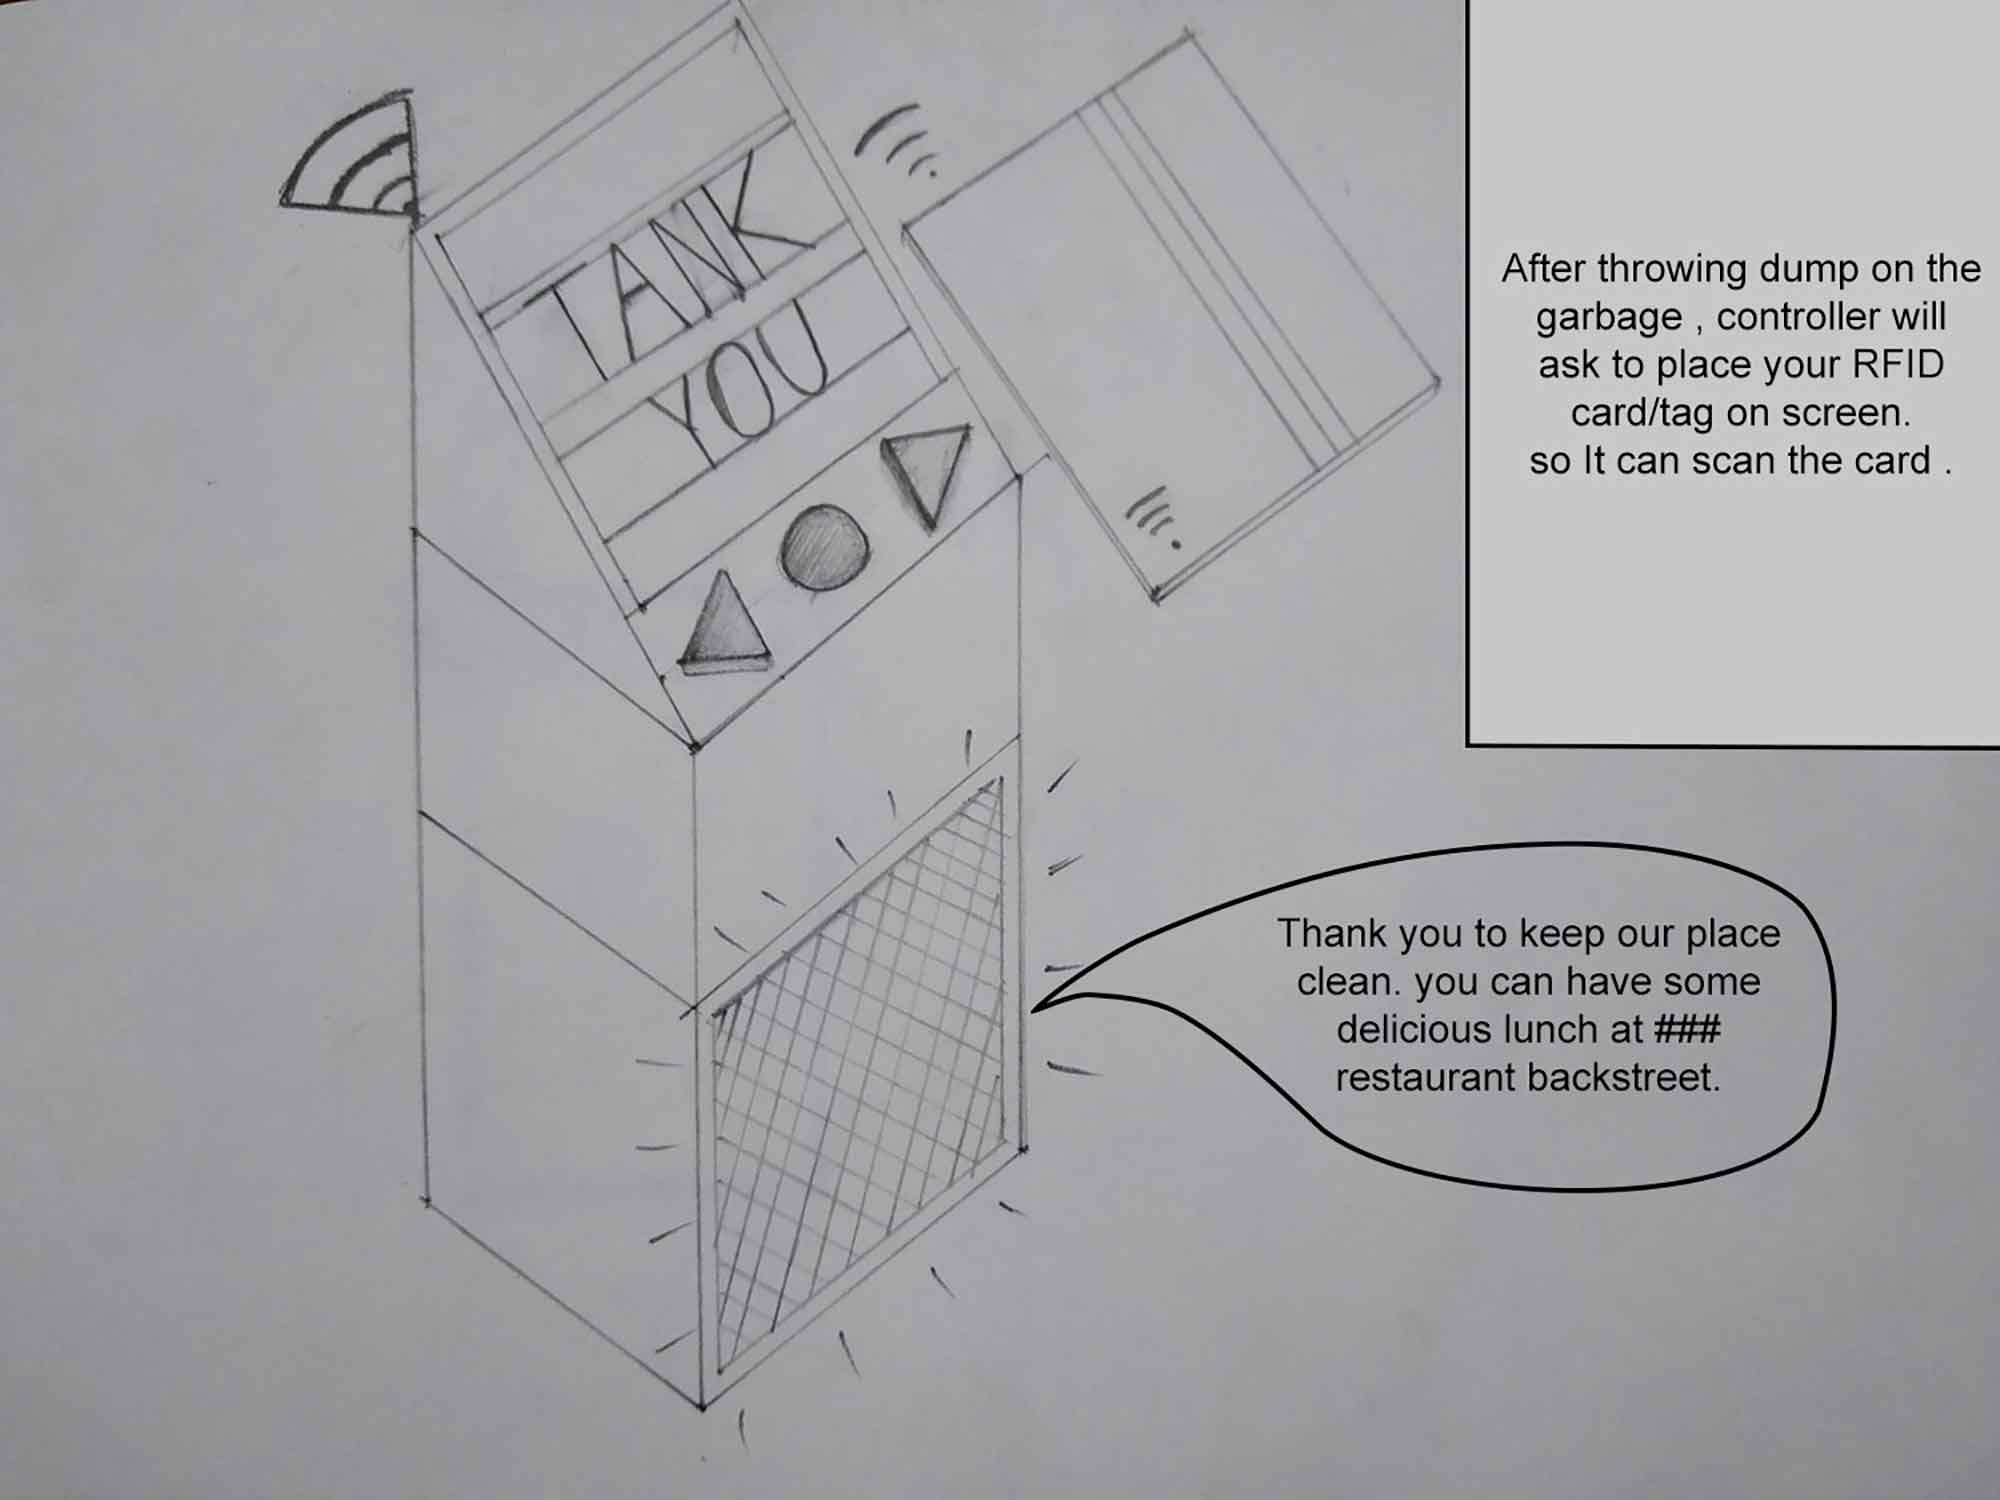 TANK
YOU
After throwing dump on the
garbage , controller will
ask to place your RFID
card/tag on screen.
so It can scan the card .
Thank you to keep our place
clean. you can have some
delicious lunch at ###
restaurant backstreet.